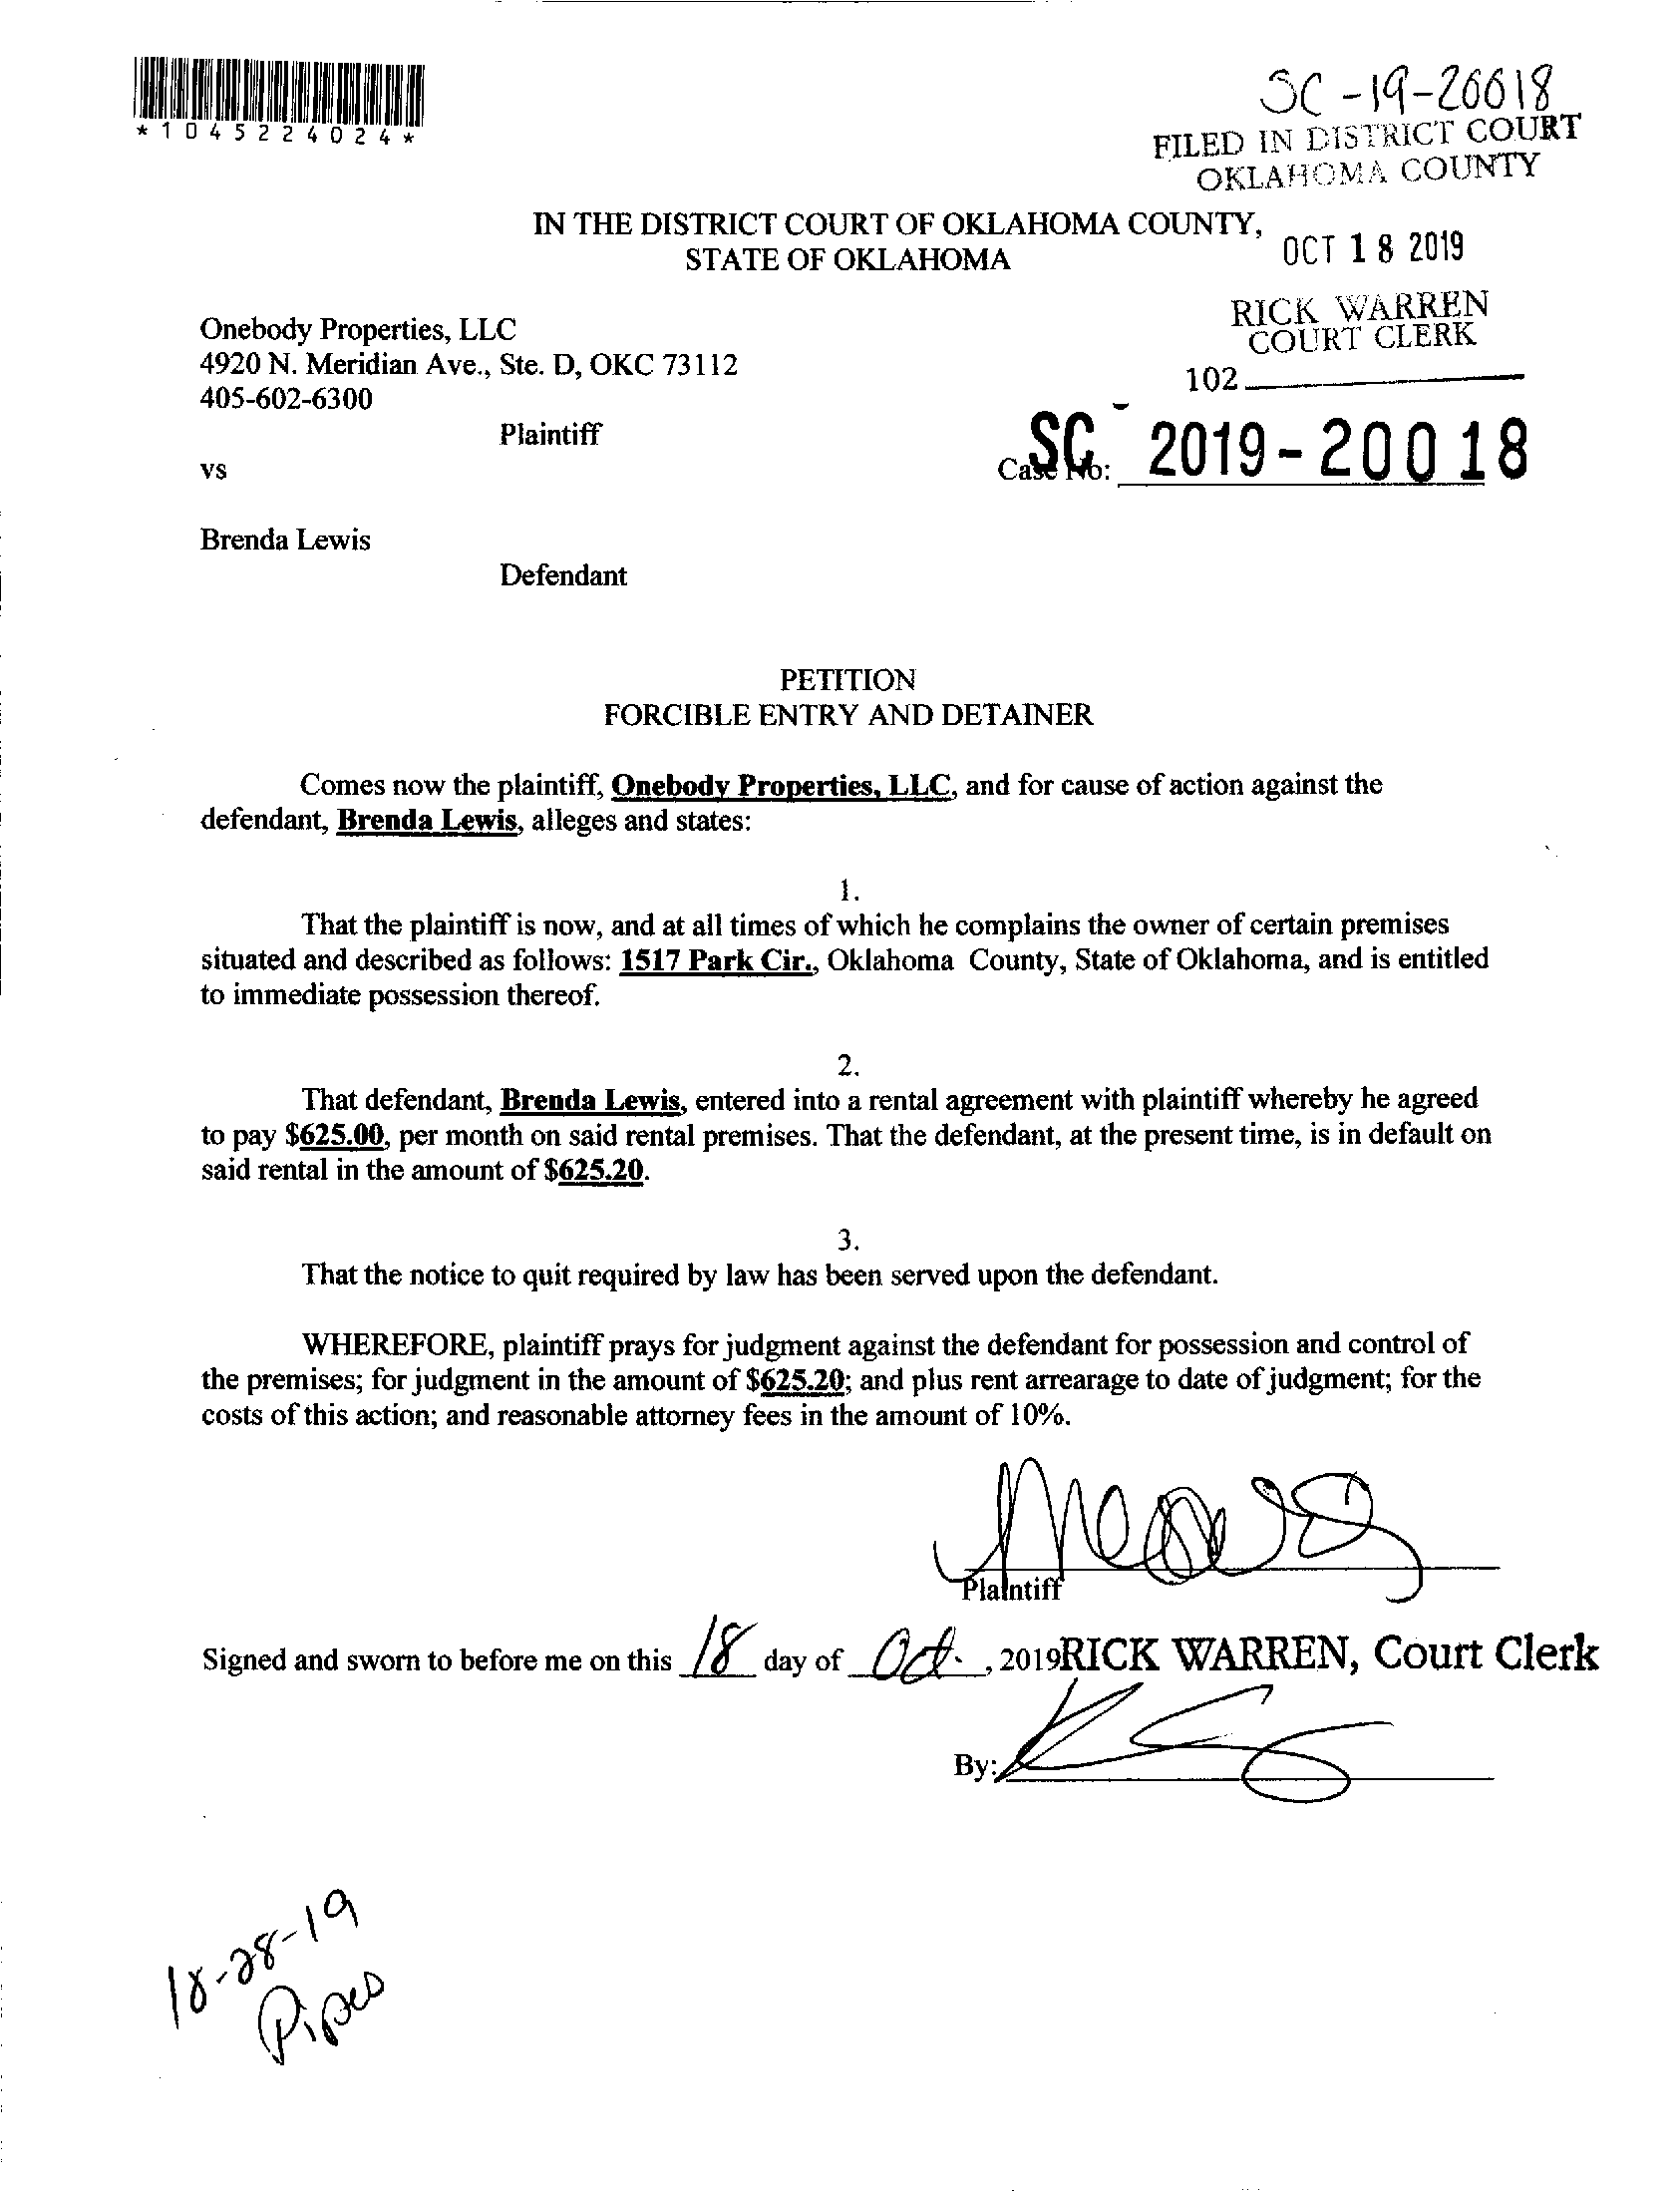 *1045224024*
SC-19-20018
FILED IN DISTRICT COURT
OKLAHOMA COUNTY
IN THE DISTRICT COURT OF OKLAHOMA COUNTY,
STATE OF OKLAHOMA
OCT 18 2019
RICK WARREN
COURT CLERK
102
Onebody Properties, LLC
4920 N. Meridian Ave., Ste. D, OKC 73112
405-602-6300
Plaintiff
vs
Case No: SC - 2019-20018
Brenda Lewis
Defendant
PETITION
FORCIBLE ENTRY AND DETAINER
Comes now the plaintiff, Onebody Properties, LLC, and for cause of action against the
defendant, Brenda Lewis, alleges and states:
1.
That the plaintiff is now, and at all times of which he complains the owner of certain premises
situated and described as follows: 1517 Park Cir., Oklahoma County, State of Oklahoma, and is entitled
to immediate possession thereof.
2.
That defendant, Brenda Lewis, entered into a rental agreement with plaintiff whereby he agreed
to pay $625.00, per month on said rental premises. That the defendant, at the present time, is in default on
said rental in the amount of $625.20.
3.
That the notice to quit required by law has been served upon the defendant.
WHEREFORE, plaintiff prays for judgment against the defendant for possession and control of
the premises; for judgment in the amount of $625.20; and plus rent arrearage to date of judgment; for the
costs of this action; and reasonable attorney fees in the amount of 10%.
Plaintiff
Signed and sworn to before me on this 18 day of Oct. , 2019 RICK WARREN, Court Clerk
By:
10-28-19
Pipes